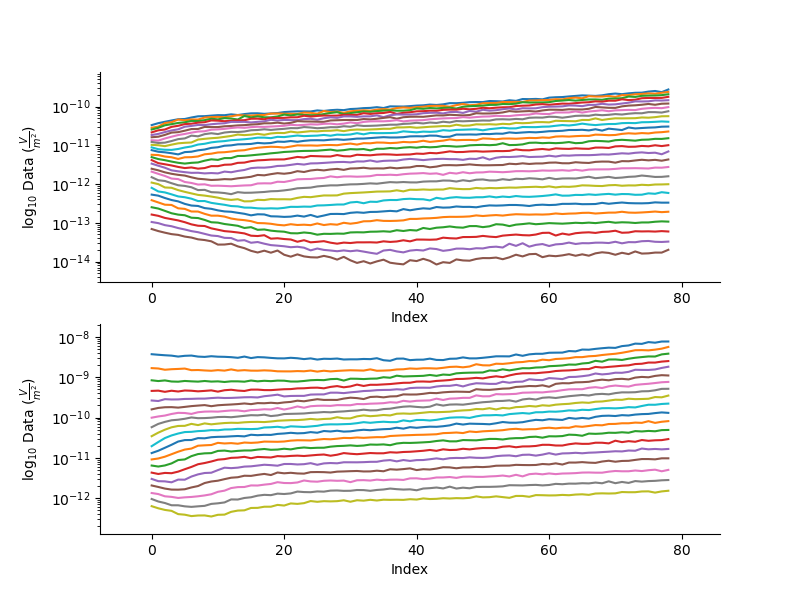 10⁻¹⁰
10⁻¹¹
10⁻¹²
10⁻¹³
10⁻¹⁴
log₁₀ Data (V/m²)
0 20 40 60 80
Index
10⁻⁸
10⁻⁹
10⁻¹⁰
10⁻¹¹
10⁻¹²
log₁₀ Data (V/m²)
0 20 40 60 80
Index